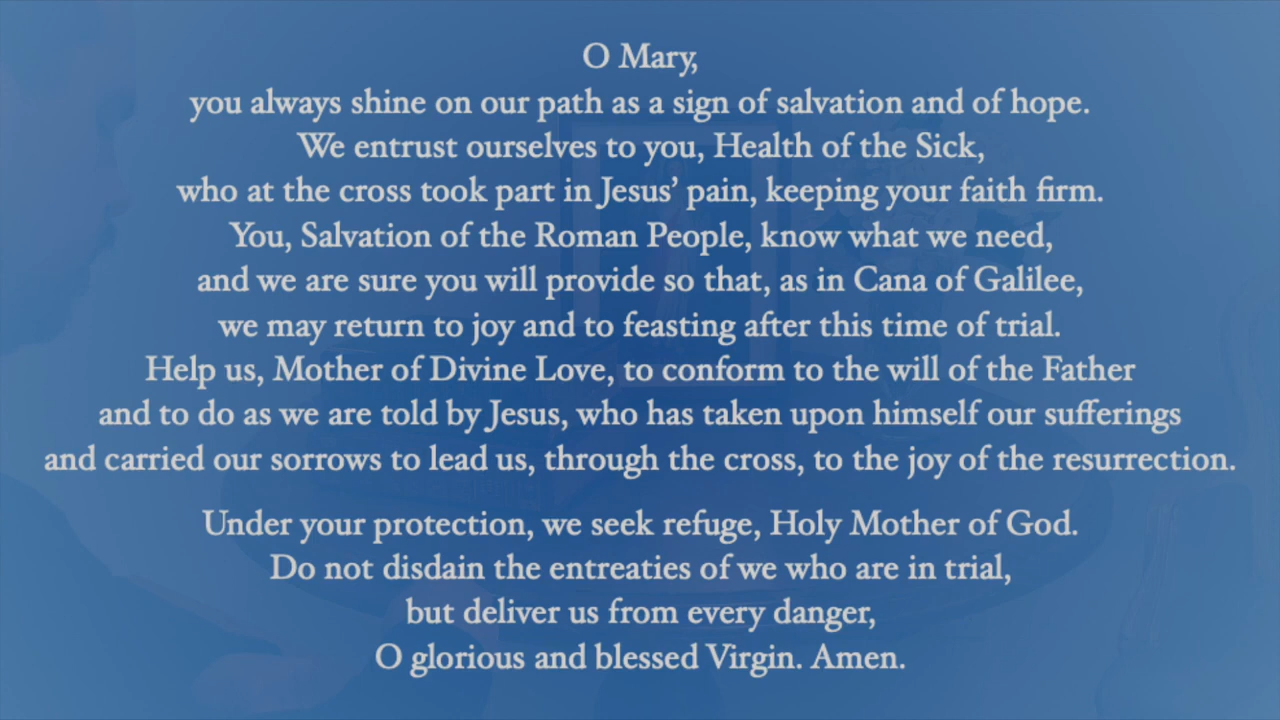 O Mary,
you always shine on our path as a sign of salvation and of hope.
We entrust ourselves to you, Health of the Sick,
who at the cross took part in Jesus’ pain, keeping your faith firm.
You, Salvation of the Roman People, know what we need,
and we are sure you will provide so that, as in Cana of Galilee,
we may return to joy and to feasting after this time of trial.
Help us, Mother of Divine Love, to conform to the will of the Father
and to do as we are told by Jesus, who has taken upon himself our sufferings
and carried our sorrows to lead us, through the cross, to the joy of the resurrection.
Under your protection, we seek refuge, Holy Mother of God.
Do not disdain the entreaties of we who are in trial,
but deliver us from every danger,
O glorious and blessed Virgin. Amen.